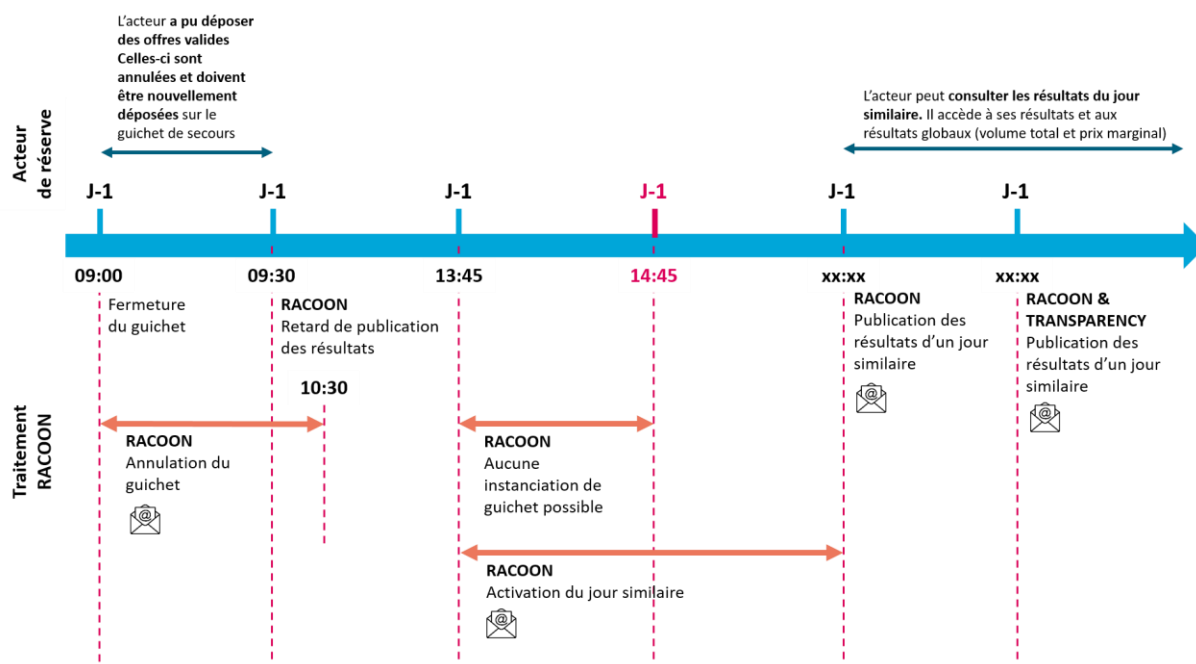 L'acteur a pu déposer
des offres valides
Celles-ci sont
annulées et doivent
être nouvellement
déposées sur le
guichet de secours
L'acteur peut consulter les résultats du jour
similaire. Il accède à ses résultats et aux
résultats globaux (volume total et prix marginal)
Acteur
de réserve
J-1
J-1
J-1
J-1
J-1
J-1
09:00
09:30
13:45
14:45
xx:xx
xx:xx
Fermeture
du guichet
RACOON
Retard de publication
des résultats
10:30
RACOON
Publication des
résultats d'un jour
similaire
RACOON &
TRANSPARENCY
Publication des
résultats d'un jour
similaire
Traitement
RACOON
RACOON
Annulation du
guichet
RACOON
Aucune
instanciation de
guichet possible
RACOON
Activation du jour similaire